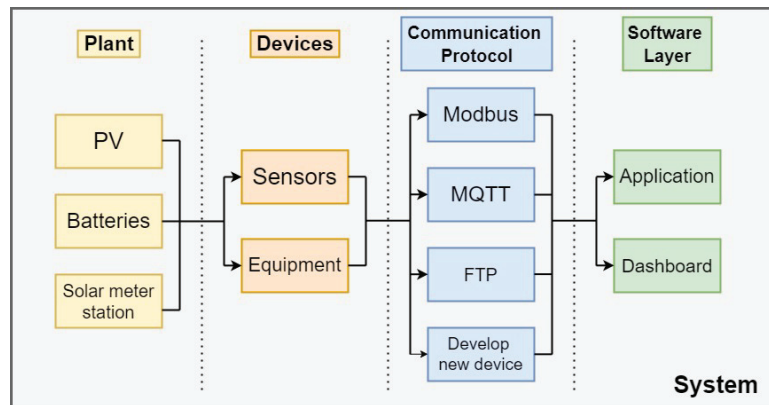 Plant
Devices
Communication
Protocol
Software
Layer
PV
Batteries
Solar meter
station
Sensors
Equipment
Modbus
MQTT
FTP
Develop
new device
Application
Dashboard
System